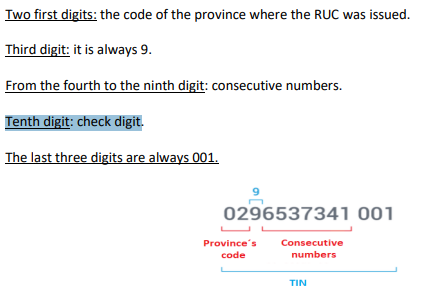 Two first digits: the code of the province where the RUC was issued.
Third digit: it is always 9.
From the fourth to the ninth digit: consecutive numbers.
Tenth digit: check digit.
The last three digits are always 001.
9
0296537341 001
Province´s code
Consecutive numbers
TIN